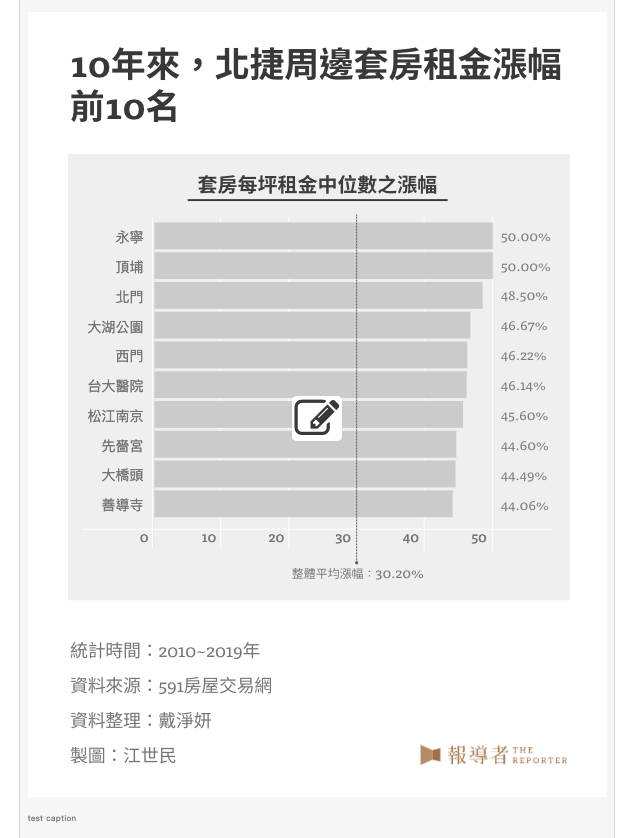 10年來，北捷周邊套房租金漲幅
前10名
套房每坪租金中位數之漲幅
永寧 50.00%
頂埔 50.00%
北門 48.50%
大湖公園 46.67%
西門 46.22%
台大醫院 46.14%
松江南京 45.60%
先嗇宮 44.60%
大橋頭 44.49%
善導寺 44.06%
0 10 20 30 40 50
整體平均漲幅：30.20%
統計時間：2010~2019年
資料來源：591房屋交易網
資料整理：戴淨妍
製圖：江世民
報導者 THE
REPORTER
test caption